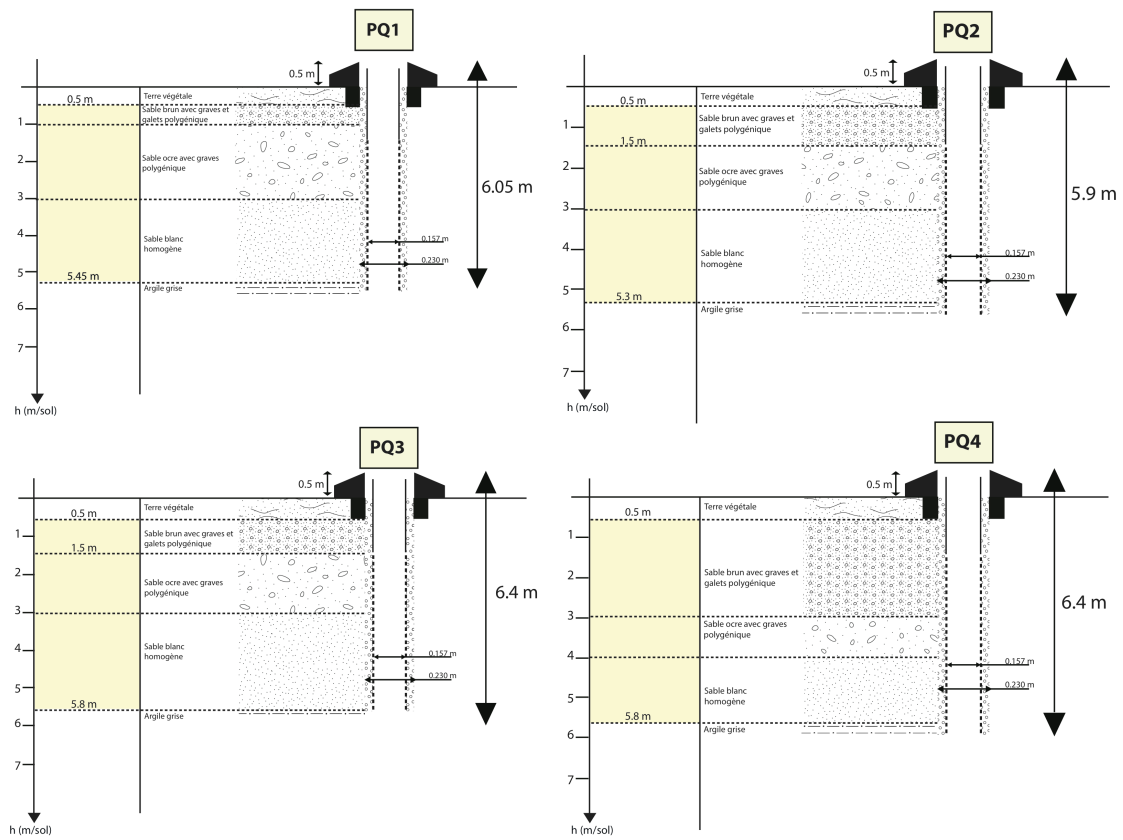 PQ1
0.5 m
0.5 m
Terre végétale
Sable brun avec graves et
galets polygénique
1
2
Sable ocre avec graves
polygénique
3
6.05 m
4
Sable blanc
homogène
0.157 m
0.230 m
5
5.45 m
Argile grise
6
7
h (m/sol)
PQ2
0.5 m
0.5 m
Terre végétale
Sable brun avec graves et
galets polygénique
1
1.5 m
2
Sable ocre avec graves
polygénique
3
5.9 m
4
Sable blanc
homogène
0.157 m
0.230 m
5
5.3 m
Argile grise
6
7
h (m/sol)
PQ3
0.5 m
0.5 m
Terre végétale
Sable brun avec graves et
galets polygénique
1
1.5 m
2
Sable ocre avec graves
polygénique
3
6.4 m
4
Sable blanc
homogène
0.157 m
0.230 m
5
5.8 m
Argile grise
6
7
h (m/sol)
PQ4
0.5 m
0.5 m
Terre végétale
1
Sable brun avec graves et
galets polygénique
2
3
Sable ocre avec graves
polygénique
6.4 m
4
0.157 m
0.230 m
Sable blanc
homogène
5
5.8 m
Argile grise
6
7
h (m/sol)